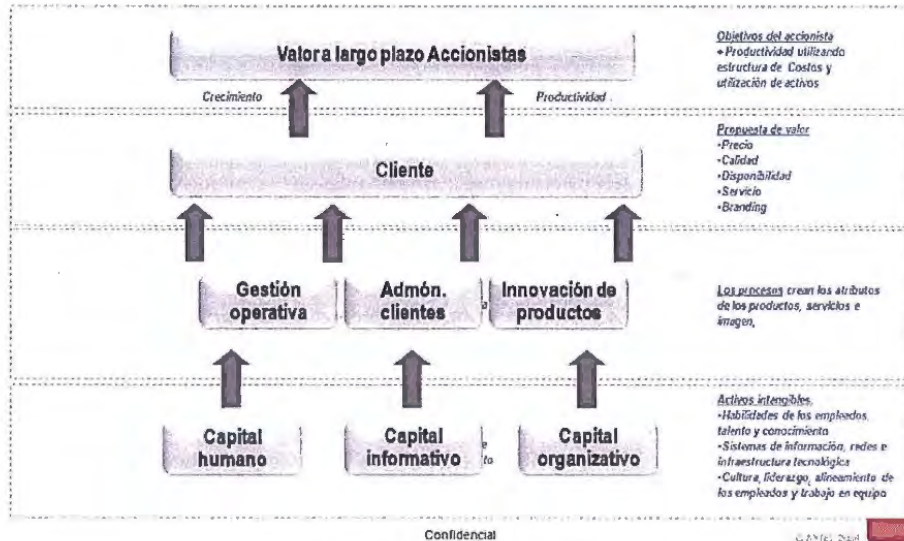 Valor a largo plazo Accionistas
Objetivos del accionista
+Productividad utilizando
estructura de Costos y
utilización de activos
Crecimiento
Productividad
Cliente
Propuesta de valor
•Precio
•Calidad
•Disponibilidad
•Servicio
•Branding
Gestión
operativa
Admón.
clientes
Innovación de
productos
Los procesos crean los atributos
de los productos, servicios e
imagen,
Capital
humano
Capital
informativo
Capital
organizativo
Activos intangibles.
•Habilidades de los empleados,
talento y conocimiento
•Sistemas de información, redes e
infraestructura tecnológica
•Cultura, liderazgo, alineamiento de
los empleados y trabajo en equipo
Confidencial